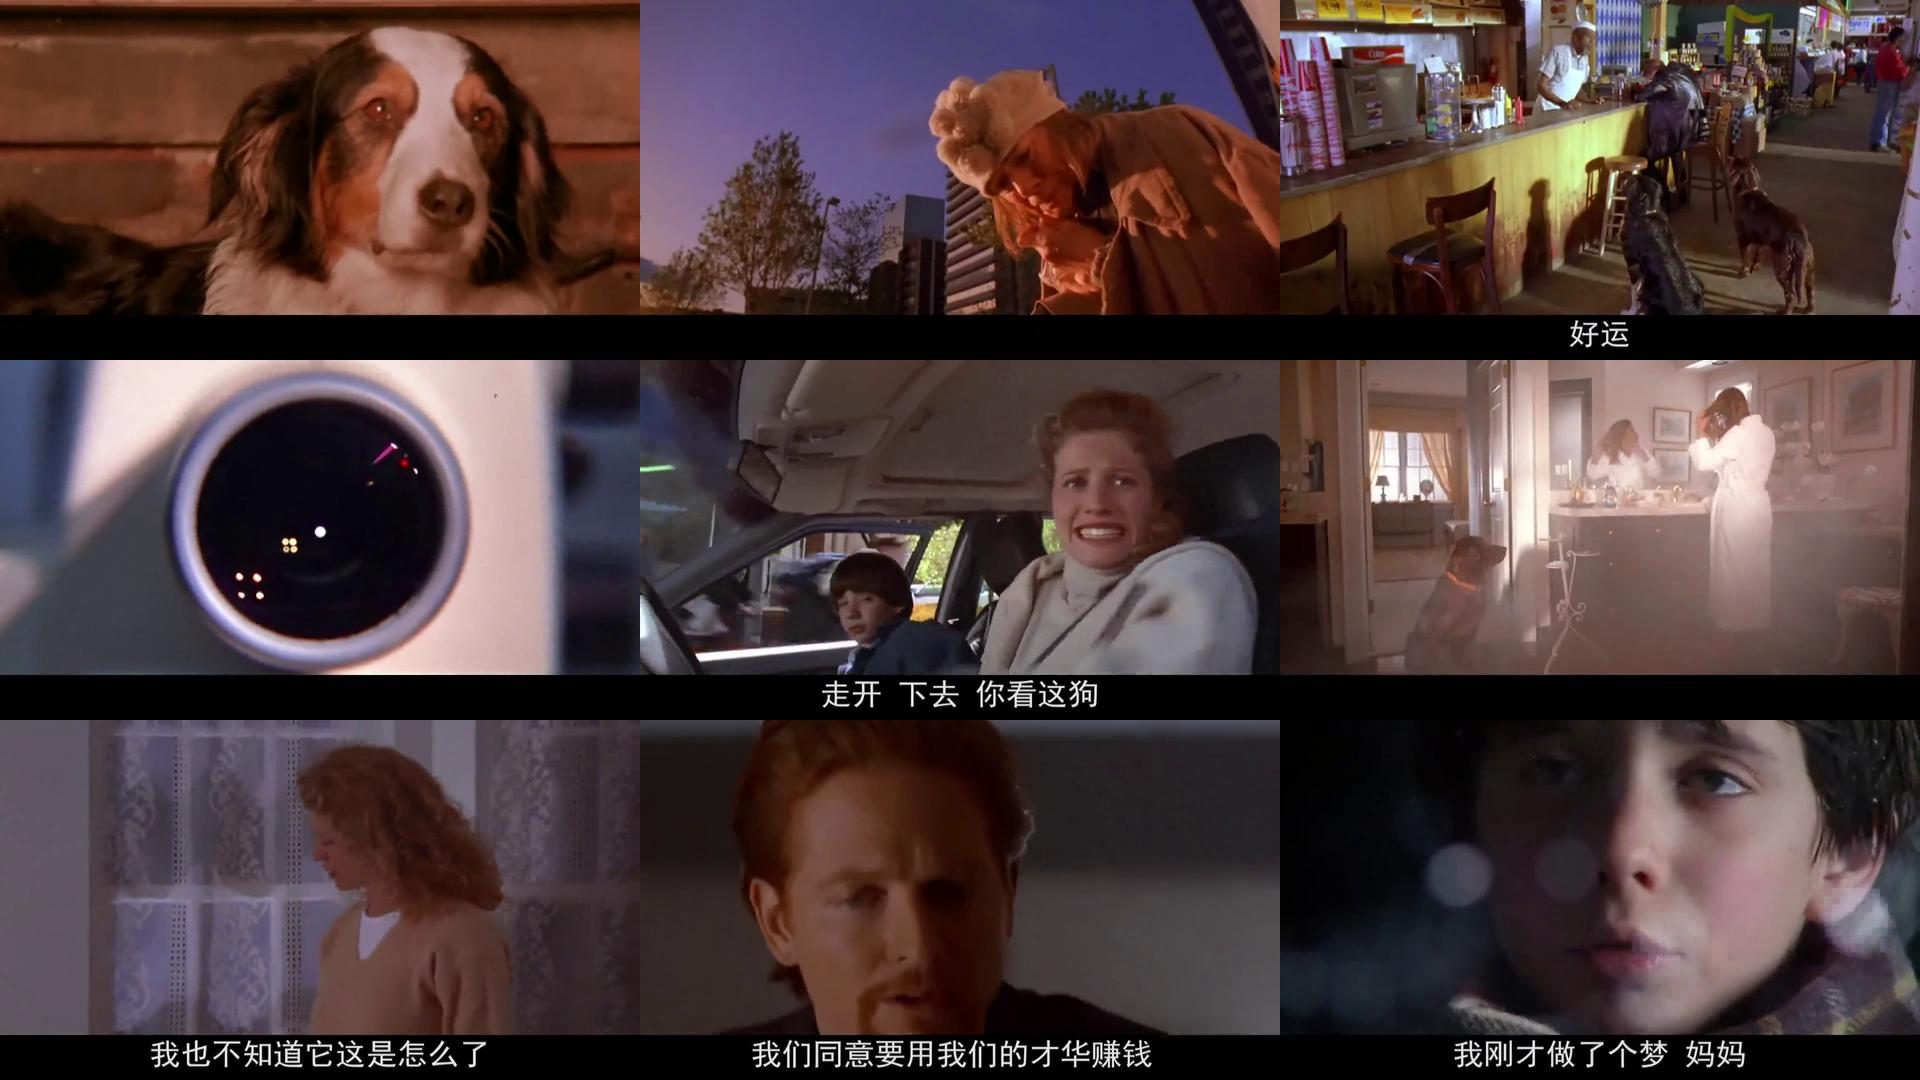 好运
走开 下去 你看这狗
我也不知道它这是怎么了
我们同意要用我们的才华赚钱
我刚才做了个梦 妈妈